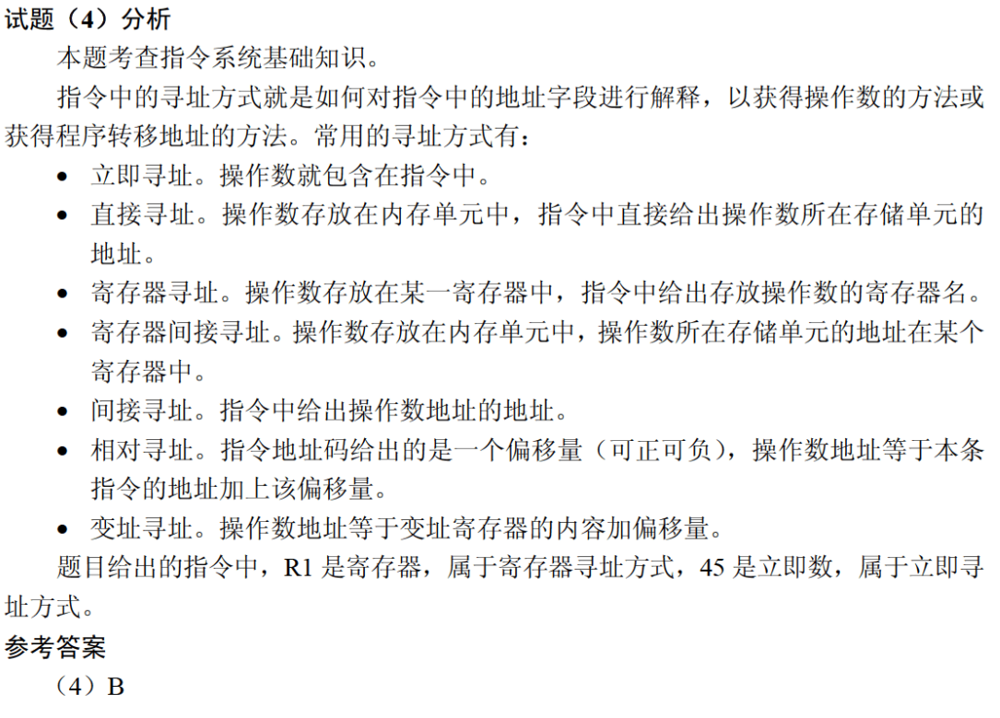 试题（4）分析
本题考查指令系统基础知识。
指令中的寻址方式就是如何对指令中的地址字段进行解释，以获得操作数的方法或
获得程序转移地址的方法。常用的寻址方式有：
• 立即寻址。操作数就包含在指令中。
• 直接寻址。操作数存放在内存单元中，指令中直接给出操作数所在存储单元的
地址。
• 寄存器寻址。操作数存放在某一寄存器中，指令中给出存放操作数的寄存器名。
• 寄存器间接寻址。操作数存放在内存单元中，操作数所在存储单元的地址在某个
寄存器中。
• 间接寻址。指令中给出操作数地址的地址。
• 相对寻址。指令地址码给出的是一个偏移量（可正可负），操作数地址等于本条
指令的地址加上该偏移量。
• 变址寻址。操作数地址等于变址寄存器的内容加偏移量。
题目给出的指令中，R1 是寄存器，属于寄存器寻址方式，45 是立即数，属于立即寻
址方式。
参考答案
（4）B